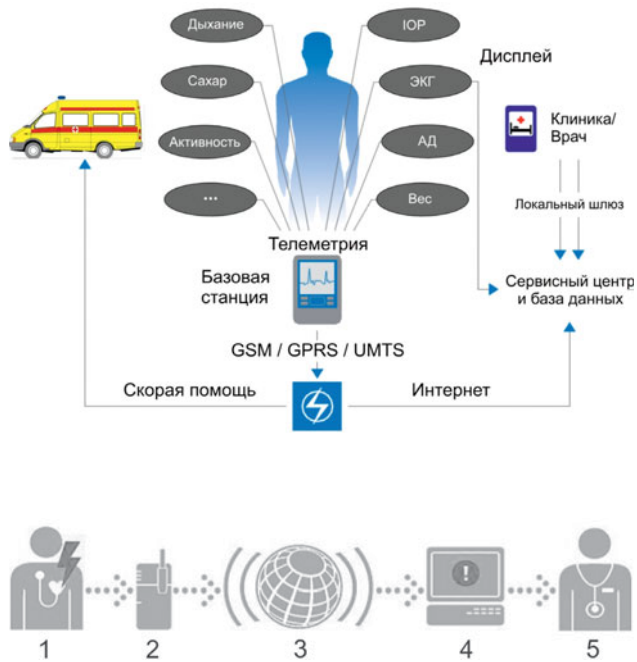 Дыхание
IOP
Дисплей
Сахар
ЭКГ
Клиника/
Врач
Активность
АД
...
Вес
Локальный шлюз
Телеметрия
Базовая
станция
Сервисный центр
и база данных
GSM / GPRS / UMTS
Скорая помощь
Интернет
!
1 2 3 4 5